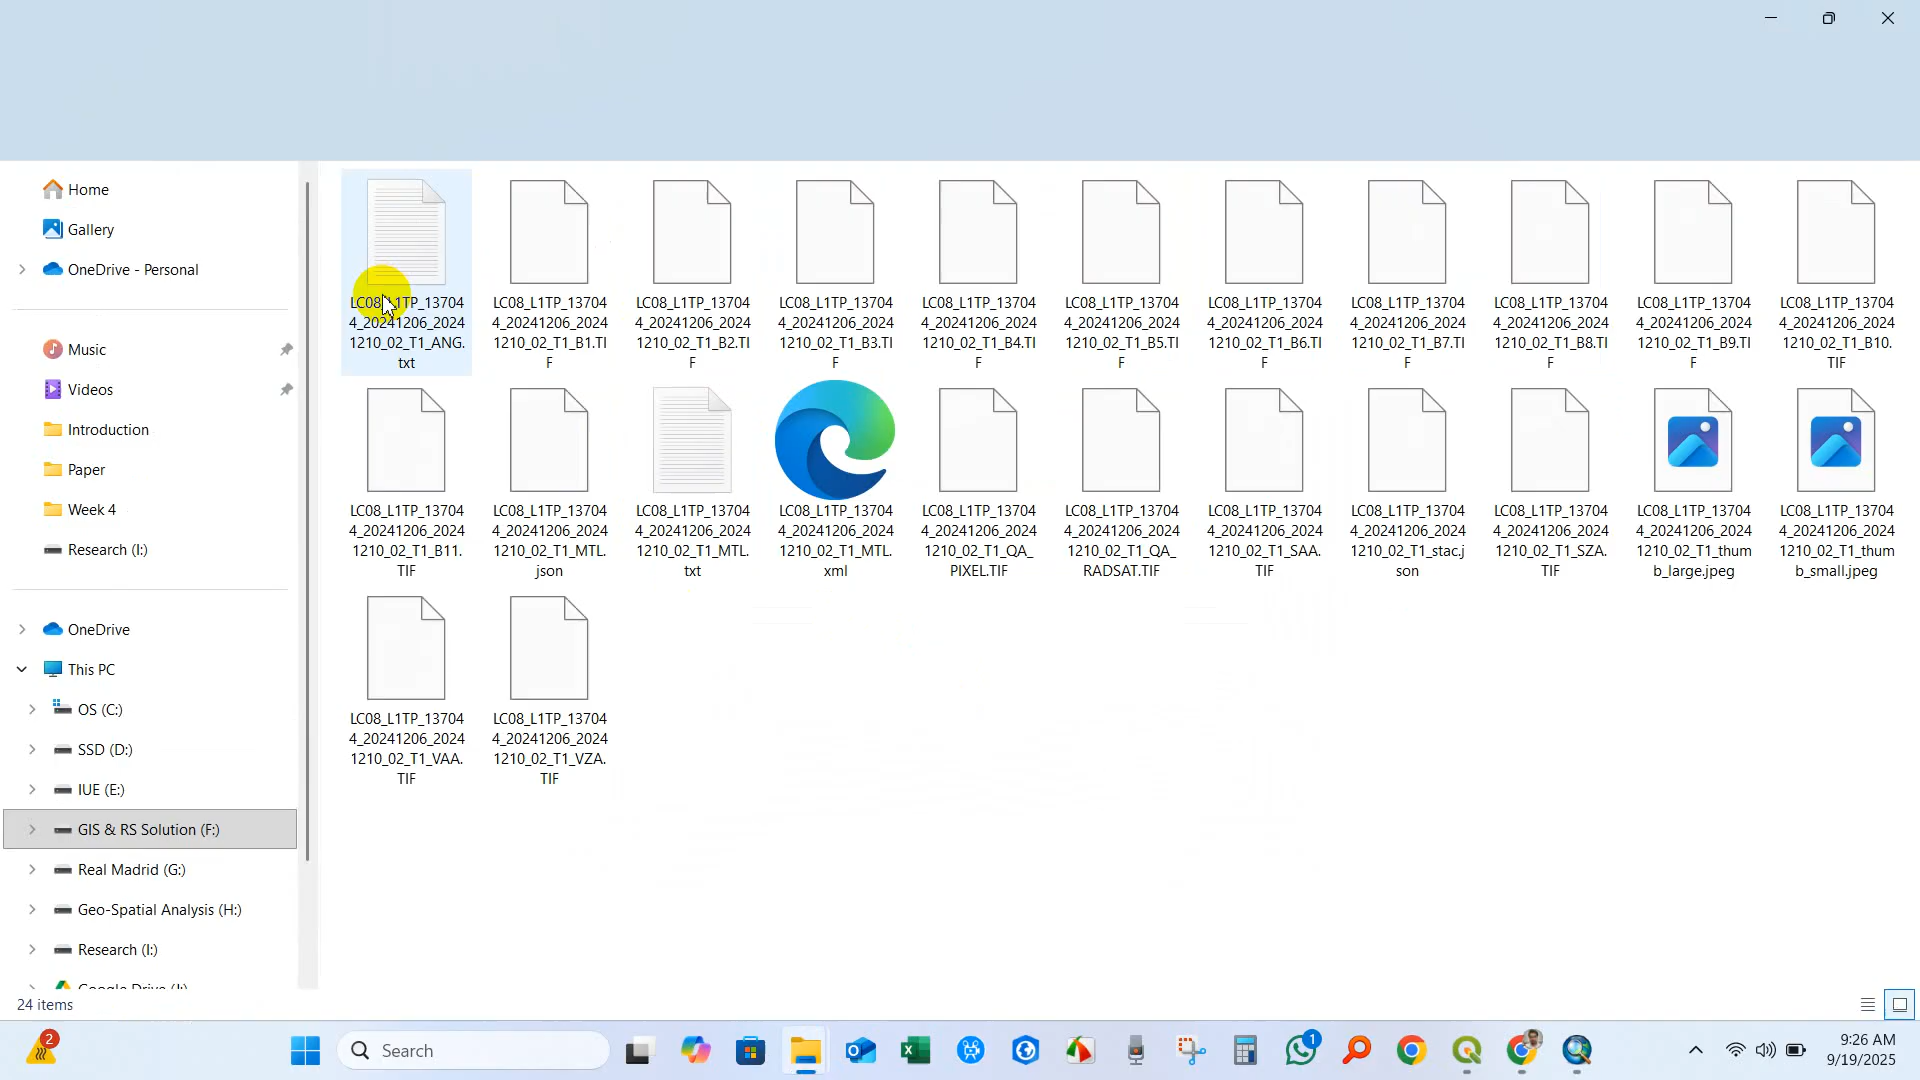 Home
Gallery
OneDrive - Personal
Music
Videos
Introduction
Paper
Week 4
Research (I:)
OneDrive
This PC
OS (C:)
SSD (D:)
IUE (E:)
GIS & RS Solution (F:)
Real Madrid (G:)
Geo-Spatial Analysis (H:)
Research (I:)
Google Drive (J:)
LC08_L1TP_13704
4_20241206_2024
1210_02_T1_ANG.
txt
LC08_L1TP_13704
4_20241206_2024
1210_02_T1_B1.TI
F
LC08_L1TP_13704
4_20241206_2024
1210_02_T1_B2.TI
F
LC08_L1TP_13704
4_20241206_2024
1210_02_T1_B3.TI
F
LC08_L1TP_13704
4_20241206_2024
1210_02_T1_B4.TI
F
LC08_L1TP_13704
4_20241206_2024
1210_02_T1_B5.TI
F
LC08_L1TP_13704
4_20241206_2024
1210_02_T1_B6.TI
F
LC08_L1TP_13704
4_20241206_2024
1210_02_T1_B7.TI
F
LC08_L1TP_13704
4_20241206_2024
1210_02_T1_B8.TI
F
LC08_L1TP_13704
4_20241206_2024
1210_02_T1_B9.TI
F
LC08_L1TP_13704
4_20241206_2024
1210_02_T1_B10.
TIF
LC08_L1TP_13704
4_20241206_2024
1210_02_T1_B11.
TIF
LC08_L1TP_13704
4_20241206_2024
1210_02_T1_MTL.
json
LC08_L1TP_13704
4_20241206_2024
1210_02_T1_MTL.
txt
LC08_L1TP_13704
4_20241206_2024
1210_02_T1_MTL.
xml
LC08_L1TP_13704
4_20241206_2024
1210_02_T1_QA_
PIXEL.TIF
LC08_L1TP_13704
4_20241206_2024
1210_02_T1_QA_
RADSAT.TIF
LC08_L1TP_13704
4_20241206_2024
1210_02_T1_SAA.
TIF
LC08_L1TP_13704
4_20241206_2024
1210_02_T1_stac.j
son
LC08_L1TP_13704
4_20241206_2024
1210_02_T1_SZA.
TIF
LC08_L1TP_13704
4_20241206_2024
1210_02_T1_thum
b_large.jpeg
LC08_L1TP_13704
4_20241206_2024
1210_02_T1_thum
b_small.jpeg
LC08_L1TP_13704
4_20241206_2024
1210_02_T1_VAA.
TIF
LC08_L1TP_13704
4_20241206_2024
1210_02_T1_VZA.
TIF
24 items
2
Search
1
9:26 AM
9/19/2025